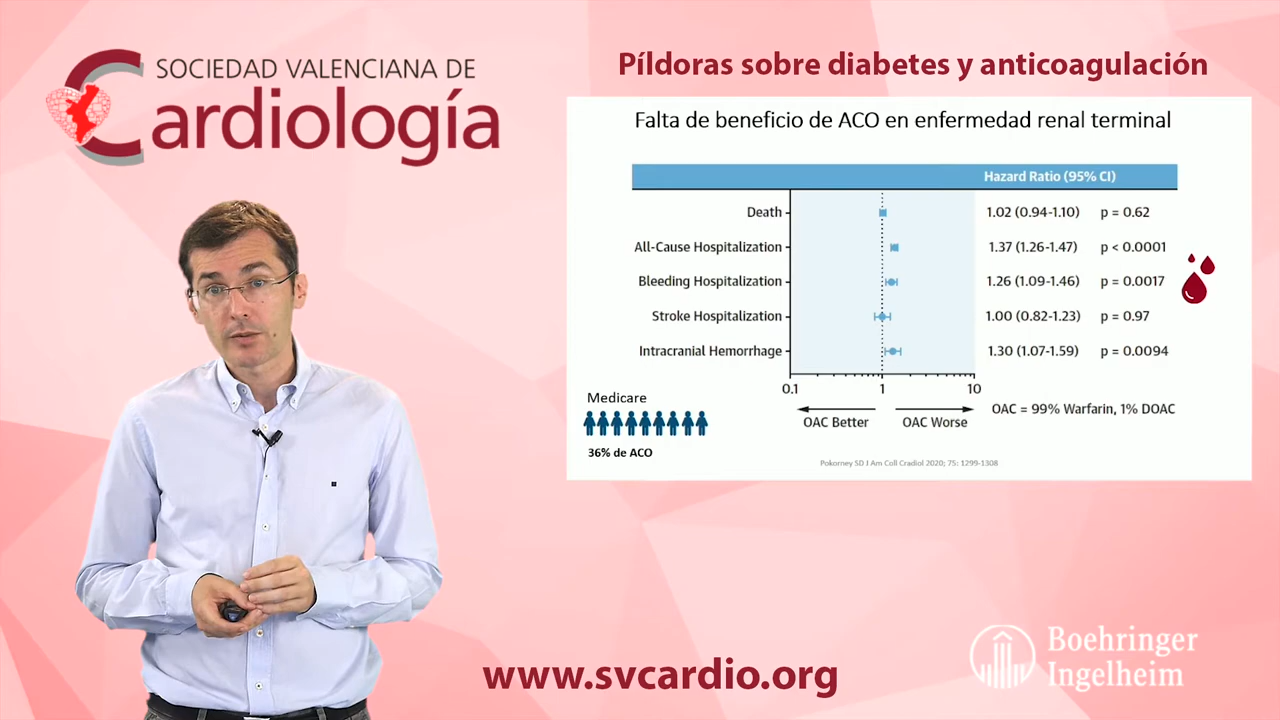 SOCIEDAD VALENCIANA DE
Cardiología
Píldoras sobre diabetes y anticoagulación
Falta de beneficio de ACO en enfermedad renal terminal
Hazard Ratio (95% CI)
Death 1.02 (0.94-1.10) p = 0.62
All-Cause Hospitalization 1.37 (1.26-1.47) p < 0.0001
Bleeding Hospitalization 1.26 (1.09-1.46) p = 0.0017
Stroke Hospitalization 1.00 (0.82-1.23) p = 0.97
Intracranial Hemorrhage 1.30 (1.07-1.59) p = 0.0094
0.1 1 10
OAC Better OAC Worse
OAC = 99% Warfarin, 1% DOAC
Medicare
36% de ACO
Pokorney SD J Am Coll Cradiol 2020; 75: 1299-1308
www.svcardio.org
Boehringer
Ingelheim